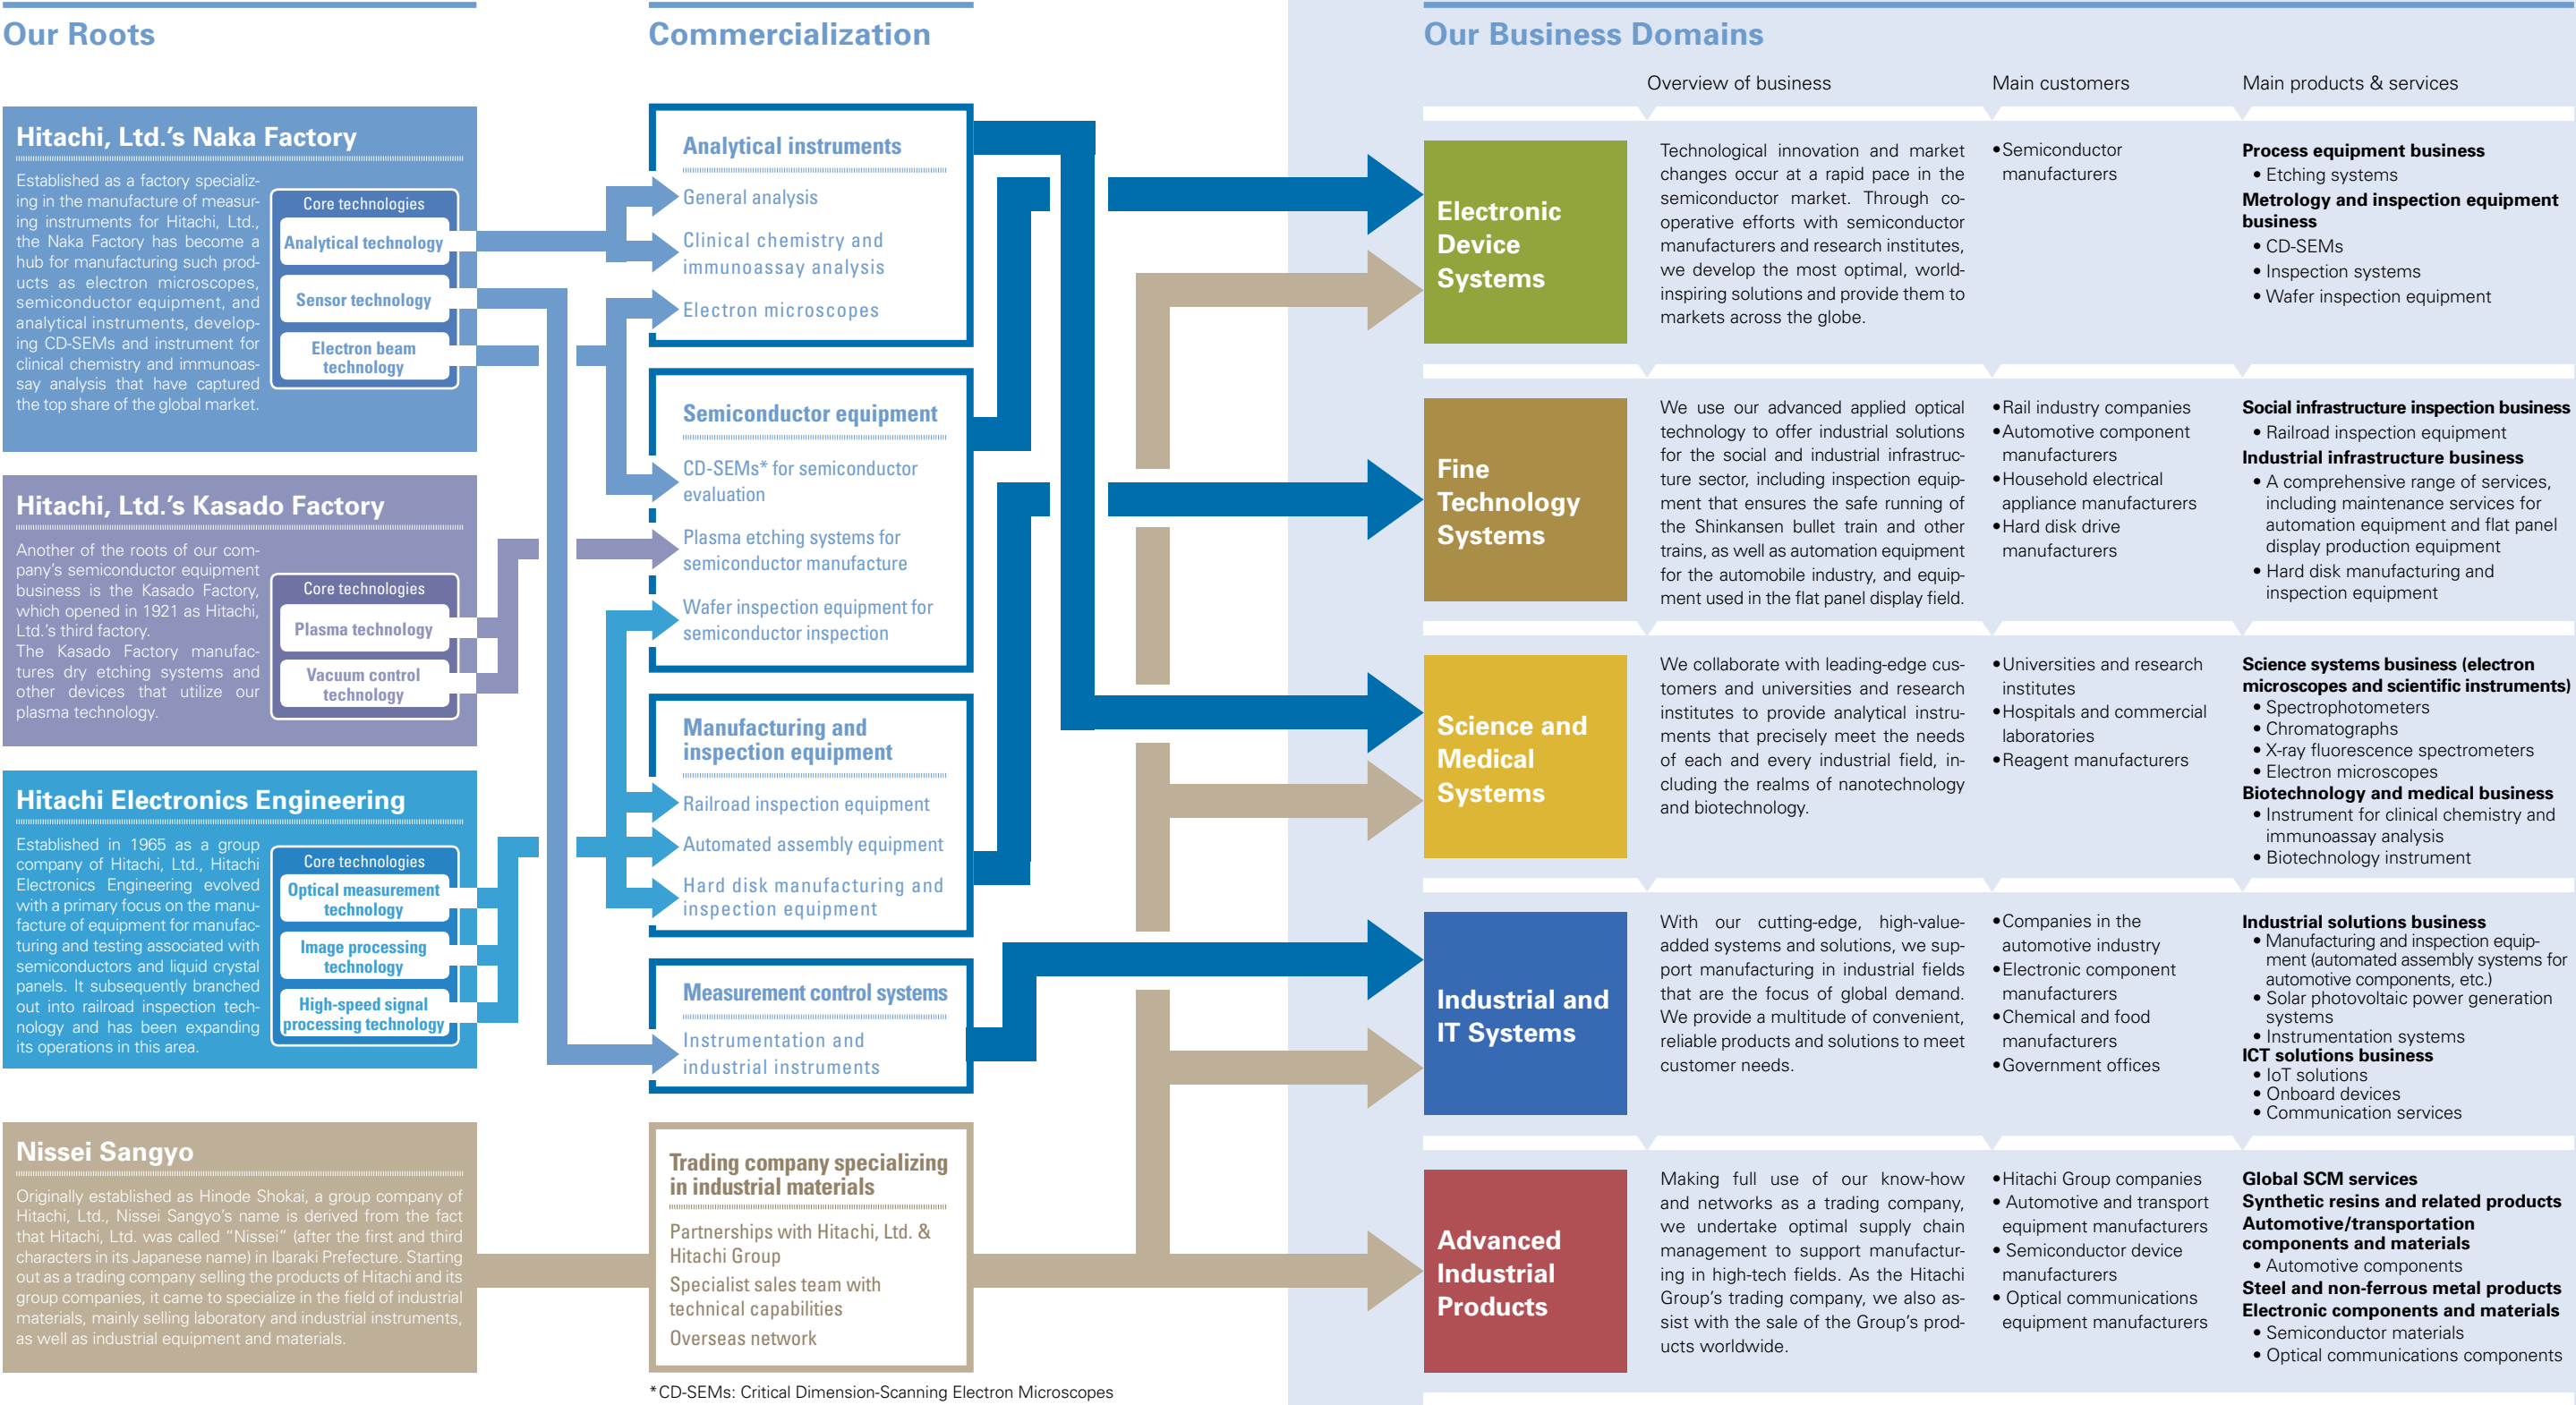 Our Roots
Hitachi, Ltd.'s Naka Factory
Established as a factory specializ-
ing in the manufacture of measur-
ing instruments for Hitachi, Ltd.,
the Naka Factory has become a
hub for manufacturing such prod-
ucts as electron microscopes,
semiconductor equipment, and
analytical instruments, develop-
ing CD-SEMs and instrument for
clinical chemistry and immunoas-
say analysis that have captured
the top share of the global market.
Core technologies
Analytical technology
Sensor technology
Electron beam
technology
Hitachi, Ltd.'s Kasado Factory
Another of the roots of our com-
pany's semiconductor equipment
business is the Kasado Factory,
which opened in 1921 as Hitachi,
Ltd.'s third factory.
The Kasado Factory manufac-
tures dry etching systems and
other devices that utilize our
plasma technology.
Core technologies
Plasma technology
Vacuum control
technology
Hitachi Electronics Engineering
Established in 1965 as a group
company of Hitachi, Ltd., Hitachi
Electronics Engineering evolved
with a primary focus on the manu-
facture of equipment for manufac-
turing and testing associated with
semiconductors and liquid crystal
panels. It subsequently branched
out into railroad inspection tech-
nology and has been expanding
its operations in this area.
Core technologies
Optical measurement
technology
Image processing
technology
High-speed signal
processing technology
Nissei Sangyo
Originally established as Hinode Shokai, a group company of
Hitachi, Ltd., Nissei Sangyo's name is derived from the fact
that Hitachi, Ltd. was called "Nissei" (after the first and third
characters in its Japanese name) in Ibaraki Prefecture. Starting
out as a trading company selling the products of Hitachi and its
group companies, it came to specialize in the field of industrial
materials, mainly selling laboratory and industrial instruments,
as well as industrial equipment and materials.
Commercialization
Analytical instruments
General analysis
Clinical chemistry and
immunoassay analysis
Electron microscopes
Semiconductor equipment
CD-SEMs* for semiconductor
evaluation
Plasma etching systems for
semiconductor manufacture
Wafer inspection equipment for
semiconductor inspection
Manufacturing and
inspection equipment
Railroad inspection equipment
Automated assembly equipment
Hard disk manufacturing and
inspection equipment
Measurement control systems
Instrumentation and
industrial instruments
Trading company specializing
in industrial materials
Partnerships with Hitachi, Ltd. &
Hitachi Group
Specialist sales team with
technical capabilities
Overseas network
*CD-SEMs: Critical Dimension-Scanning Electron Microscopes
Our Business Domains
Overview of business
Main customers
Main products & services
Electronic
Device
Systems
Technological innovation and market
changes occur at a rapid pace in the
semiconductor market. Through co-
operative efforts with semiconductor
manufacturers and research institutes,
we develop the most optimal, world-
inspiring solutions and provide them to
markets across the globe.
•Semiconductor
manufacturers
Process equipment business
• Etching systems
Metrology and inspection equipment
business
• CD-SEMs
• Inspection systems
• Wafer inspection equipment
Fine
Technology
Systems
We use our advanced applied optical
technology to offer industrial solutions
for the social and industrial infrastruc-
ture sector, including inspection equip-
ment that ensures the safe running of
the Shinkansen bullet train and other
trains, as well as automation equipment
for the automobile industry, and equip-
ment used in the flat panel display field.
•Rail industry companies
•Automotive component
manufacturers
•Household electrical
appliance manufacturers
•Hard disk drive
manufacturers
Social infrastructure inspection business
• Railroad inspection equipment
Industrial infrastructure business
• A comprehensive range of services,
including maintenance services for
automation equipment and flat panel
display production equipment
• Hard disk manufacturing and
inspection equipment
Science and
Medical
Systems
We collaborate with leading-edge cus-
tomers and universities and research
institutes to provide analytical instru-
ments that precisely meet the needs
of each and every industrial field, in-
cluding the realms of nanotechnology
and biotechnology.
•Universities and research
institutes
•Hospitals and commercial
laboratories
•Reagent manufacturers
Science systems business (electron
microscopes and scientific instruments)
• Spectrophotometers
• Chromatographs
• X-ray fluorescence spectrometers
• Electron microscopes
Biotechnology and medical business
• Instrument for clinical chemistry and
immunoassay analysis
• Biotechnology instrument
Industrial and
IT Systems
With our cutting-edge, high-value-
added systems and solutions, we sup-
port manufacturing in industrial fields
that are the focus of global demand.
We provide a multitude of convenient,
reliable products and solutions to meet
customer needs.
•Companies in the
automotive industry
•Electronic component
manufacturers
•Chemical and food
manufacturers
•Government offices
Industrial solutions business
• Manufacturing and inspection equip-
ment (automated assembly systems for
automotive components, etc.)
• Solar photovoltaic power generation
systems
• Instrumentation systems
ICT solutions business
• IoT solutions
• Onboard devices
• Communication services
Advanced
Industrial
Products
Making full use of our know-how
and networks as a trading company,
we undertake optimal supply chain
management to support manufactur-
ing in high-tech fields. As the Hitachi
Group's trading company, we also as-
sist with the sale of the Group's prod-
ucts worldwide.
•Hitachi Group companies
• Automotive and transport
equipment manufacturers
• Semiconductor device
manufacturers
• Optical communications
equipment manufacturers
Global SCM services
Synthetic resins and related products
Automotive/transportation
components and materials
• Automotive components
Steel and non-ferrous metal products
Electronic components and materials
• Semiconductor materials
• Optical communications components